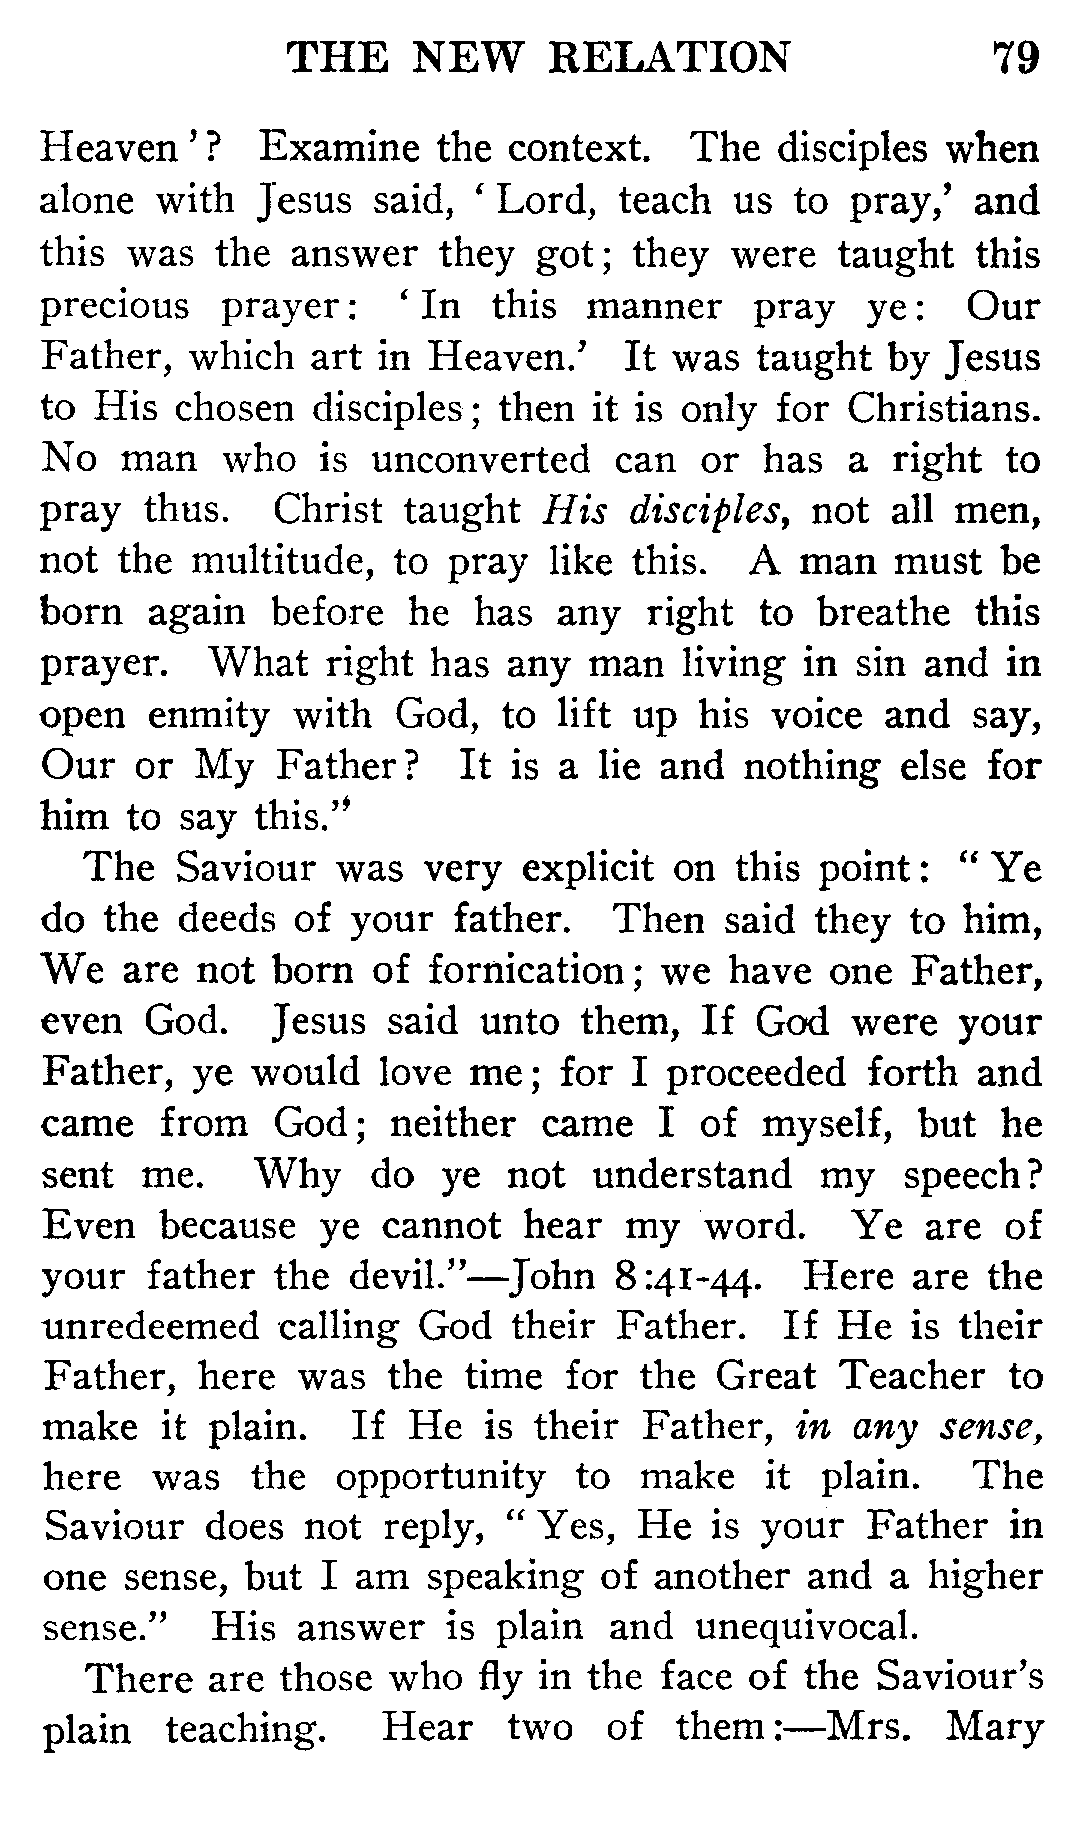 THE NEW RELATION 79
Heaven’? Examine the context. The disciples when
alone with Jesus said, ‘Lord, teach us to pray,’ and
this was the answer they got; they were taught this
precious prayer: ‘In this manner pray ye: Our
Father, which art in Heaven.’ It was taught by Jesus
to His chosen disciples; then it is only for Christians.
No man who is unconverted can or has a right to
pray thus. Christ taught His disciples, not all men,
not the multitude, to pray like this. A man must be
born again before he has any right to breathe this
prayer. What right has any man living in sin and in
open enmity with God, to lift up his voice and say,
Our or My Father? It is a lie and nothing else for
him to say this.”
The Saviour was very explicit on this point: “Ye
do the deeds of your father. Then said they to him,
We are not born of fornication; we have one Father,
even God. Jesus said unto them, If God were your
Father, ye would love me; for I proceeded forth and
came from God; neither came I of myself, but he
sent me. Why do ye not understand my speech?
Even because ye cannot hear my word. Ye are of
your father the devil.”—John 8:41-44. Here are the
unredeemed calling God their Father. If He is their
Father, here was the time for the Great Teacher to
make it plain. If He is their Father, in any sense,
here was the opportunity to make it plain. The
Saviour does not reply, “Yes, He is your Father in
one sense, but I am speaking of another and a higher
sense.” His answer is plain and unequivocal.
There are those who fly in the face of the Saviour’s
plain teaching. Hear two of them:—Mrs. Mary